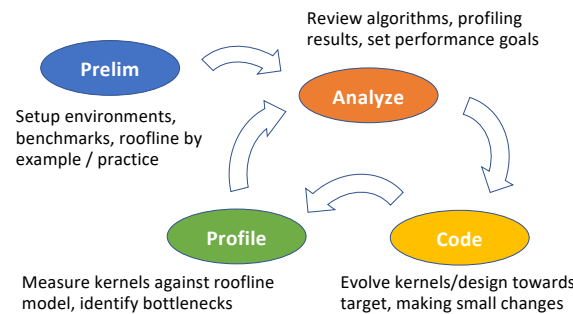 Review algorithms, profiling
results, set performance goals
Prelim
Analyze
Setup environments,
benchmarks, roofline by
example / practice
Profile
Code
Measure kernels against roofline
model, identify bottlenecks
Evolve kernels/design towards
target, making small changes